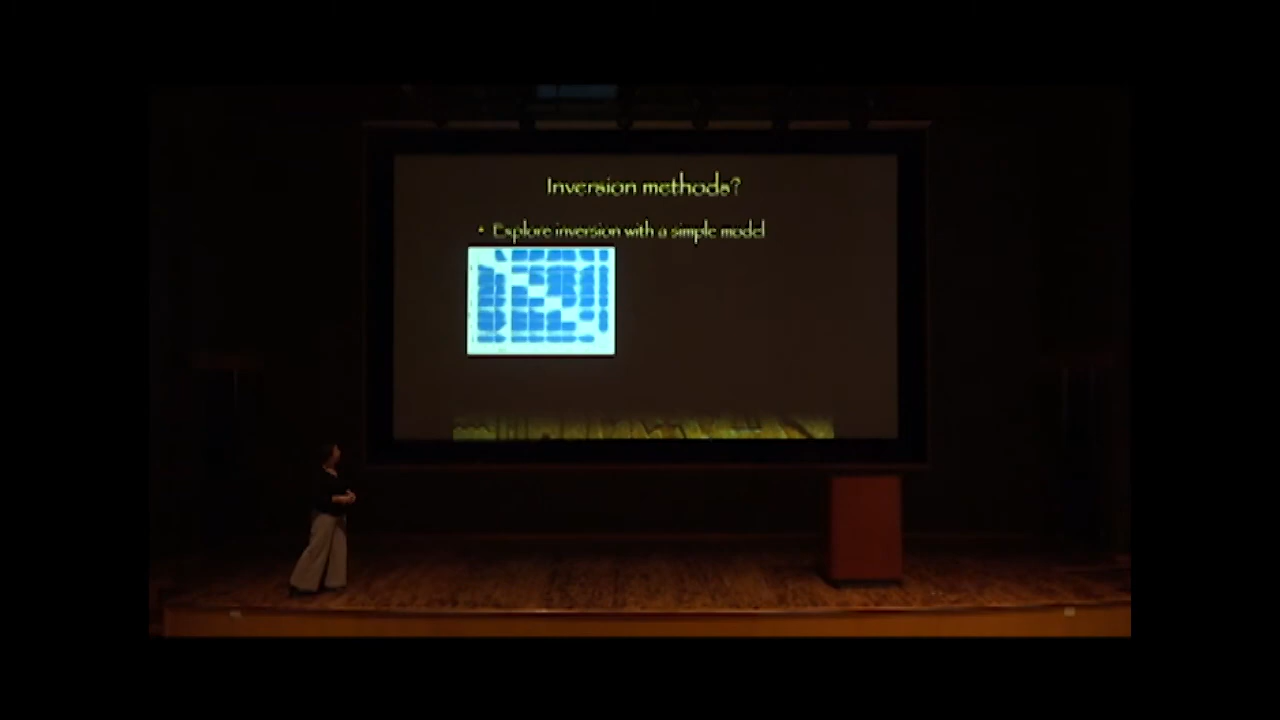 Inversion methods?
• Explore inversion with a simple model